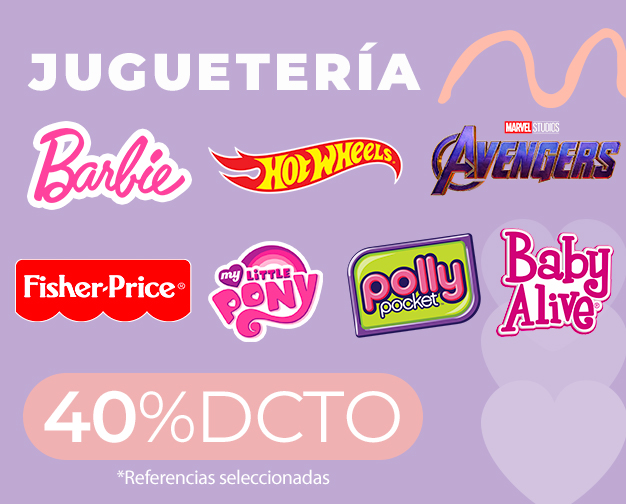 JUGUETERÍA
Barbie
HOT WHEELS
MARVEL STUDIOS
AVENGERS
Fisher-Price®
my LiTTLE
PONY
polly
pocket
Baby
Alive®
40%DCTO
*Referencias seleccionadas